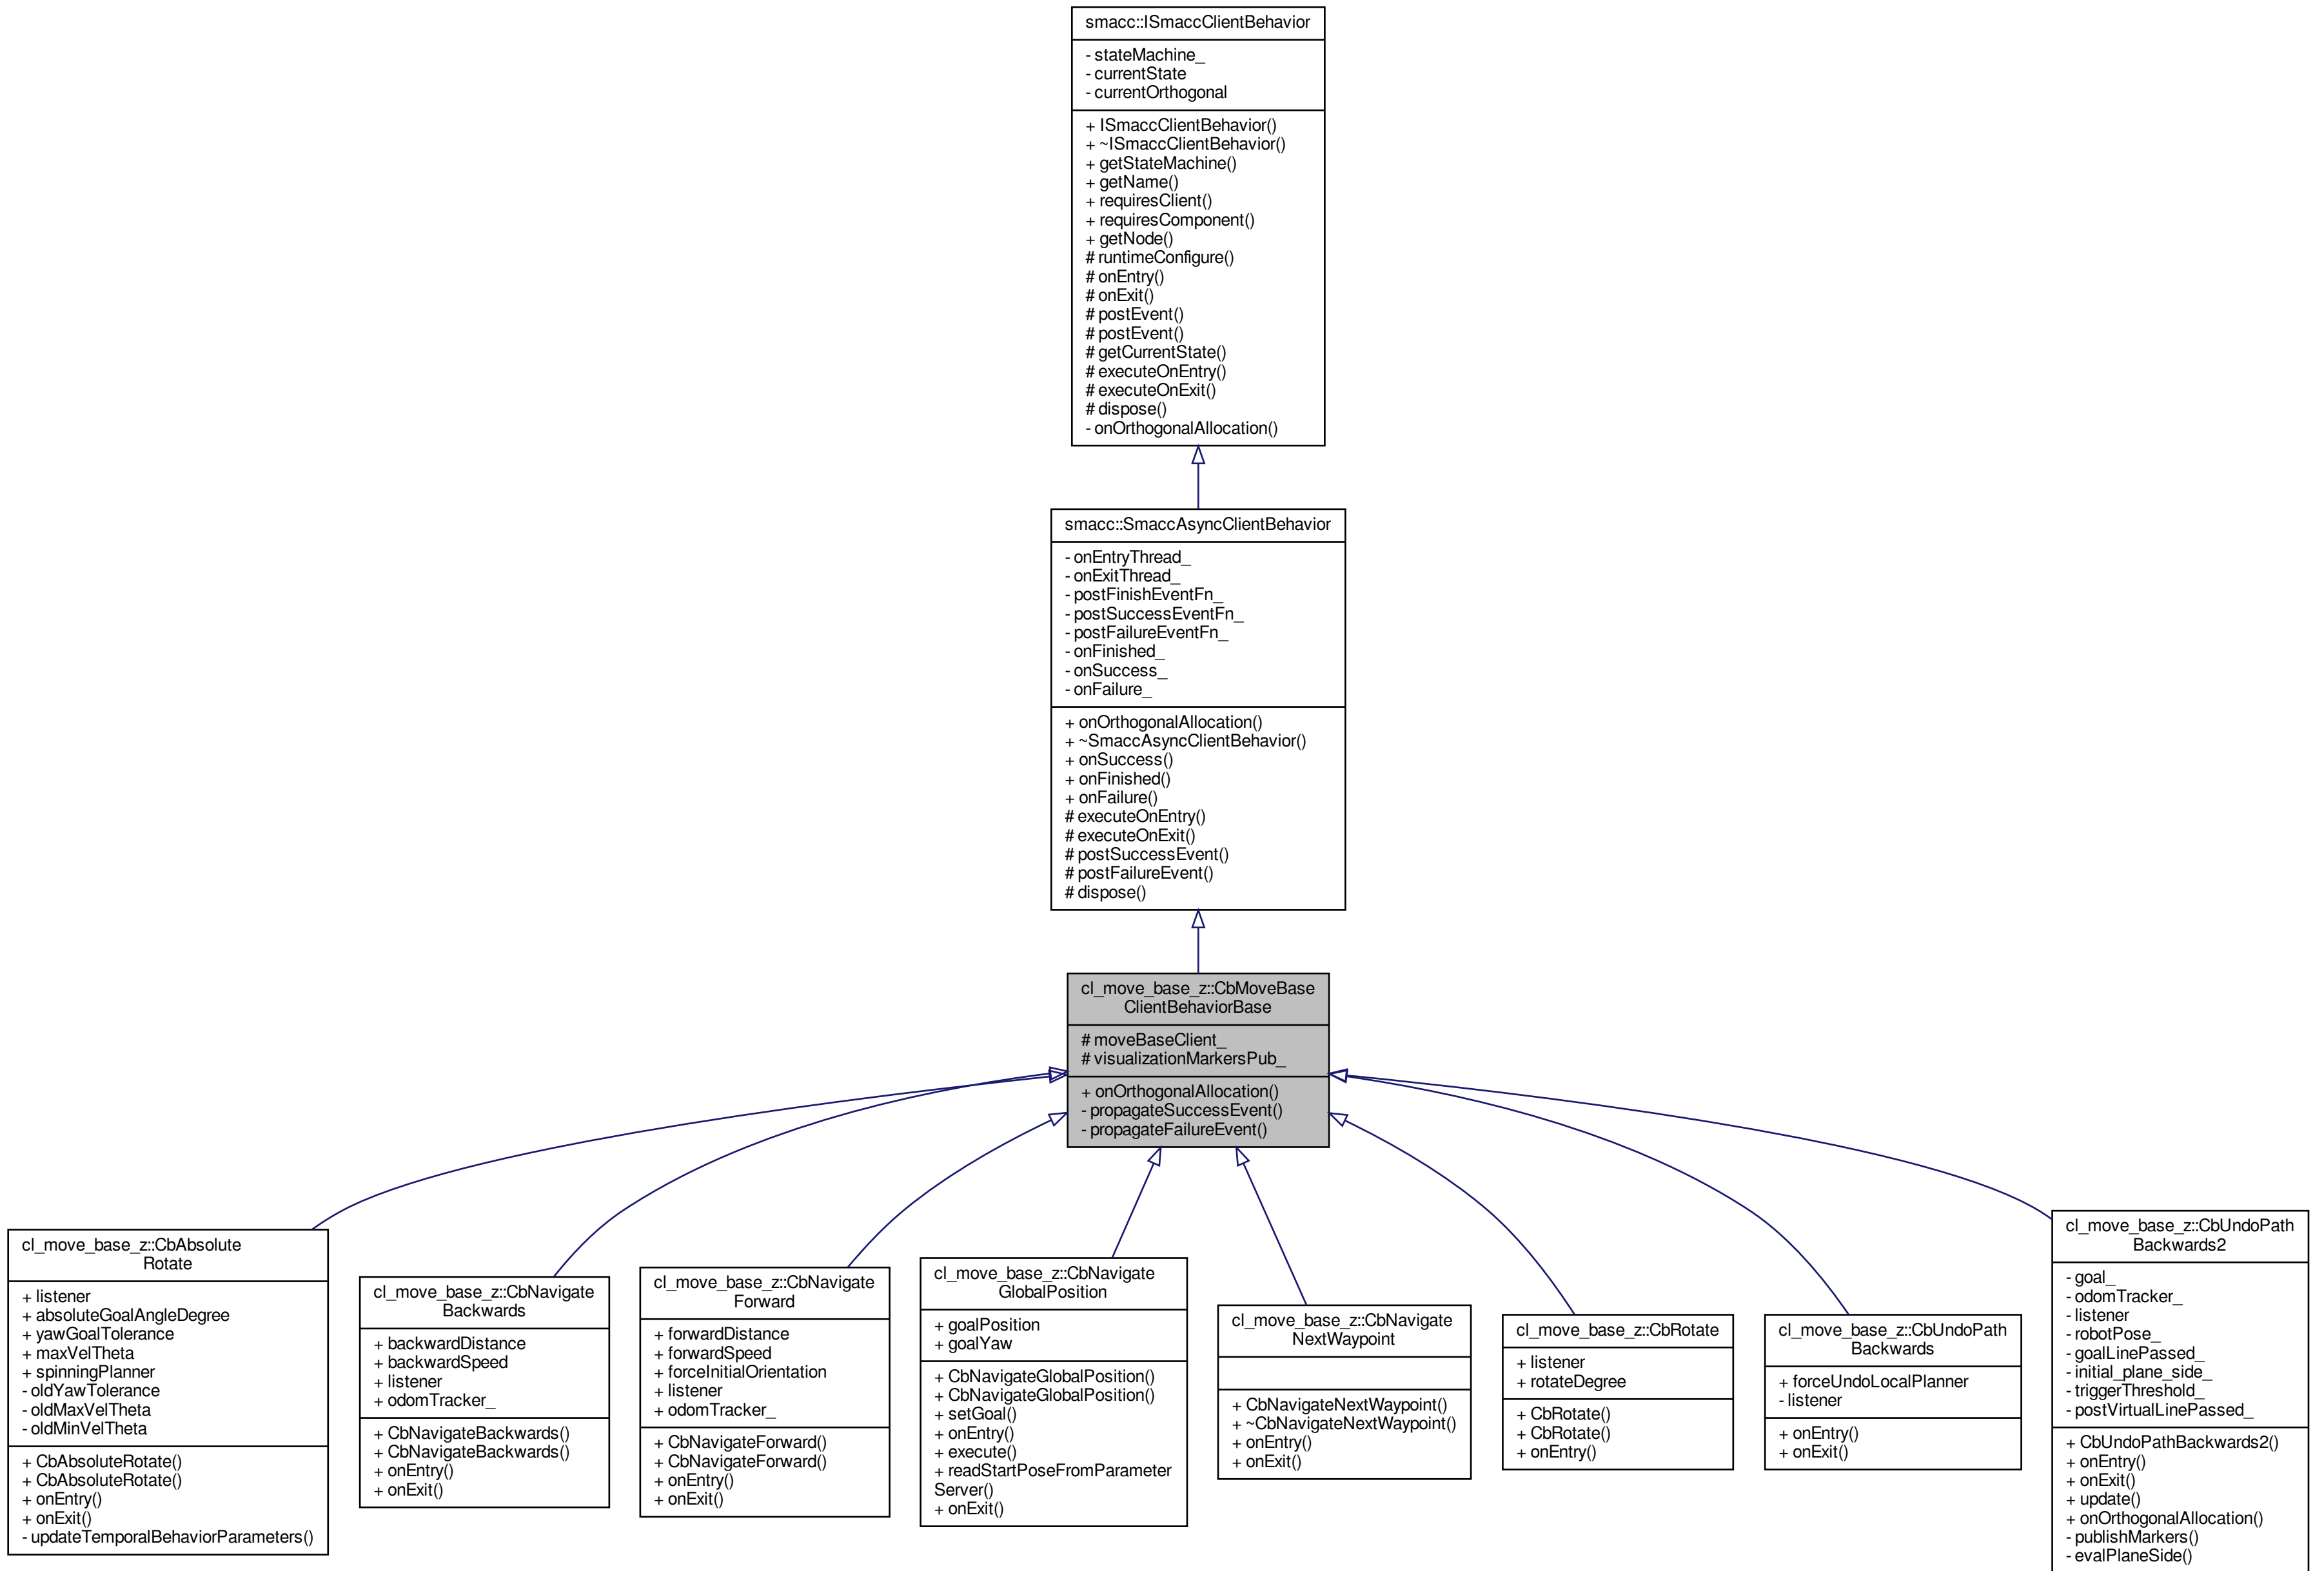 smacc::ISmaccClientBehavior
- stateMachine_
- currentState
- currentOrthogonal
+ ISmaccClientBehavior()
+ ~ISmaccClientBehavior()
+ getStateMachine()
+ getName()
+ requiresClient()
+ requiresComponent()
+ getNode()
# runtimeConfigure()
# onEntry()
# onExit()
# postEvent()
# postEvent()
# getCurrentState()
# executeOnEntry()
# executeOnExit()
# dispose()
- onOrthogonalAllocation()
smacc::SmaccAsyncClientBehavior
- onEntryThread_
- onExitThread_
- postFinishEventFn_
- postSuccessEventFn_
- postFailureEventFn_
- onFinished_
- onSuccess_
- onFailure_
+ onOrthogonalAllocation()
+ ~SmaccAsyncClientBehavior()
+ onSuccess()
+ onFinished()
+ onFailure()
# executeOnEntry()
# executeOnExit()
# postSuccessEvent()
# postFailureEvent()
# dispose()
cl_move_base_z::CbMoveBase
ClientBehaviorBase
# moveBaseClient_
# visualizationMarkersPub_
+ onOrthogonalAllocation()
- propagateSuccessEvent()
- propagateFailureEvent()
cl_move_base_z::CbAbsolute
Rotate
+ listener
+ absoluteGoalAngleDegree
+ yawGoalTolerance
+ maxVelTheta
+ spinningPlanner
- oldYawTolerance
- oldMaxVelTheta
- oldMinVelTheta
+ CbAbsoluteRotate()
+ CbAbsoluteRotate()
+ onEntry()
+ onExit()
- updateTemporalBehaviorParameters()
cl_move_base_z::CbNavigate
Backwards
+ backwardDistance
+ backwardSpeed
+ listener
+ odomTracker_
+ CbNavigateBackwards()
+ CbNavigateBackwards()
+ onEntry()
+ onExit()
cl_move_base_z::CbNavigate
Forward
+ forwardDistance
+ forwardSpeed
+ forceInitialOrientation
+ listener
+ odomTracker_
+ CbNavigateForward()
+ CbNavigateForward()
+ onEntry()
+ onExit()
cl_move_base_z::CbNavigate
GlobalPosition
+ goalPosition
+ goalYaw
+ CbNavigateGlobalPosition()
+ CbNavigateGlobalPosition()
+ setGoal()
+ onEntry()
+ execute()
+ readStartPoseFromParameter
Server()
+ onExit()
cl_move_base_z::CbNavigate
NextWaypoint
+ CbNavigateNextWaypoint()
+ ~CbNavigateNextWaypoint()
+ onEntry()
+ onExit()
cl_move_base_z::CbRotate
+ listener
+ rotateDegree
+ CbRotate()
+ CbRotate()
+ onEntry()
cl_move_base_z::CbUndoPath
Backwards
+ forceUndoLocalPlanner
- listener
+ onEntry()
+ onExit()
cl_move_base_z::CbUndoPath
Backwards2
- goal_
- odomTracker_
- listener
- robotPose_
- goalLinePassed_
- initial_plane_side_
- triggerThreshold_
- postVirtualLinePassed_
+ CbUndoPathBackwards2()
+ onEntry()
+ onExit()
+ update()
+ onOrthogonalAllocation()
- publishMarkers()
- evalPlaneSide()